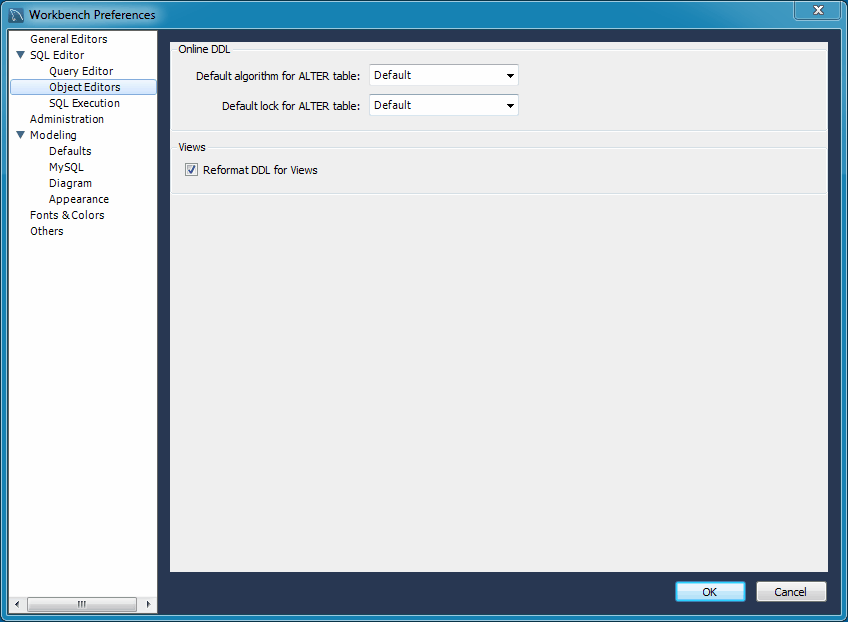 Workbench Preferences
General Editors
SQL Editor
Query Editor
Object Editors
SQL Execution
Administration
Modeling
Defaults
MySQL
Diagram
Appearance
Fonts & Colors
Others
Online DDL
Default algorithm for ALTER table: Default
Default lock for ALTER table: Default
Views
Reformat DDL for Views
OK Cancel